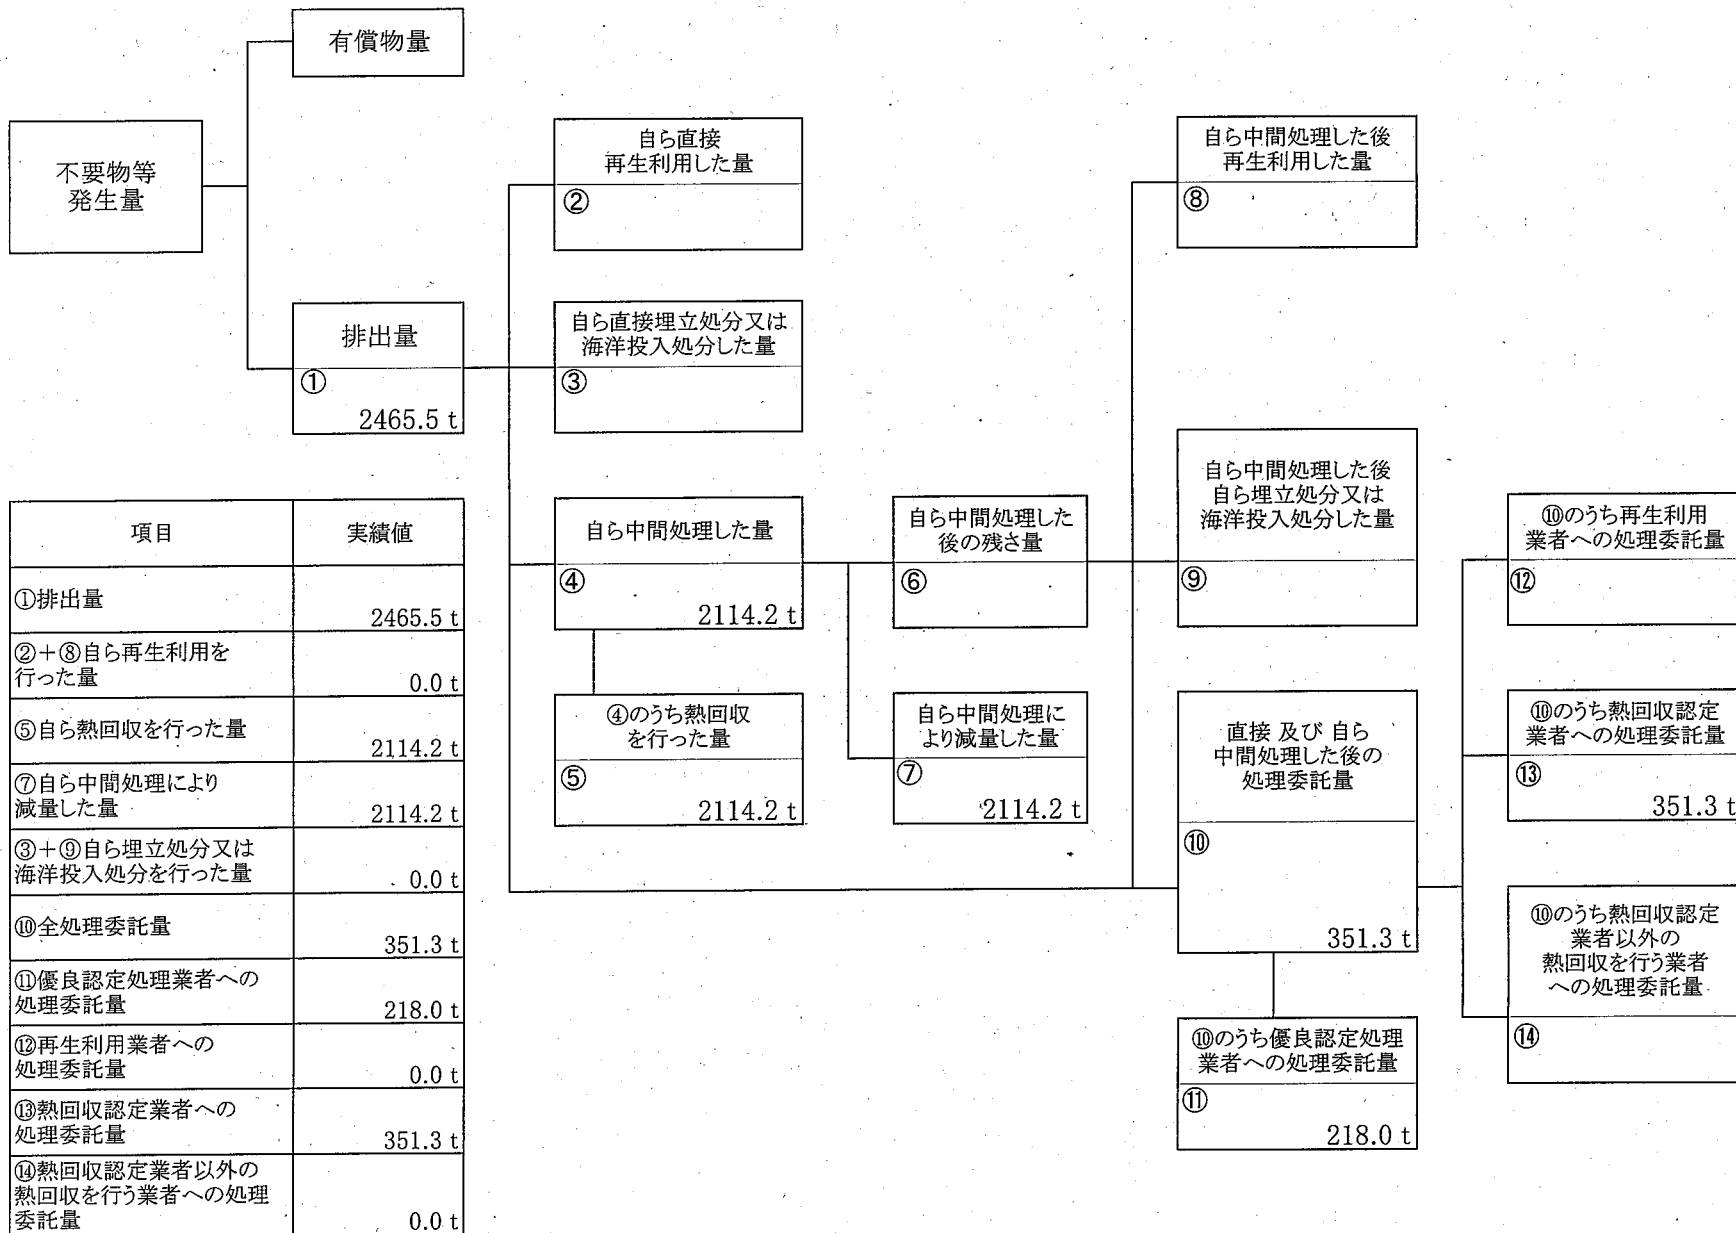 有償物量
不要物等
発生量
排出量
①
2465.5 t
自ら直接
再生利用した量
②
自ら直接埋立処分又は
海洋投入処分した量
③
自ら中間処理した量
④
2114.2 t
④のうち熱回収
を行った量
⑤
2114.2 t
自ら中間処理した
後の残さ量
⑥
自ら中間処理に
より減量した量
⑦
2114.2 t
自ら中間処理した後
再生利用した量
⑧
自ら中間処理した後
自ら埋立処分又は
海洋投入処分した量
⑨
直接 及び 自ら
中間処理した後の
処理委託量
⑩
351.3 t
⑩のうち優良認定処理
業者への処理委託量
⑪
218.0 t
⑩のうち再生利用
業者への処理委託量
⑫
⑩のうち熱回収認定
業者への処理委託量
⑬
351.3 t
⑩のうち熱回収認定
業者以外の
熱回収を行う業者
への処理委託量
⑭
項目 実績値
①排出量 2465.5 t
②+⑧自ら再生利用を
行った量 0.0 t
⑤自ら熱回収を行った量 2114.2 t
⑦自ら中間処理により
減量した量 2114.2 t
③+⑨自ら埋立処分又は
海洋投入処分を行った量 0.0 t
⑩全処理委託量 351.3 t
⑪優良認定処理業者への
処理委託量 218.0 t
⑫再生利用業者への
処理委託量 0.0 t
⑬熱回収認定業者への
処理委託量 351.3 t
⑭熱回収認定業者以外の
熱回収を行う業者への処理
委託量 0.0 t